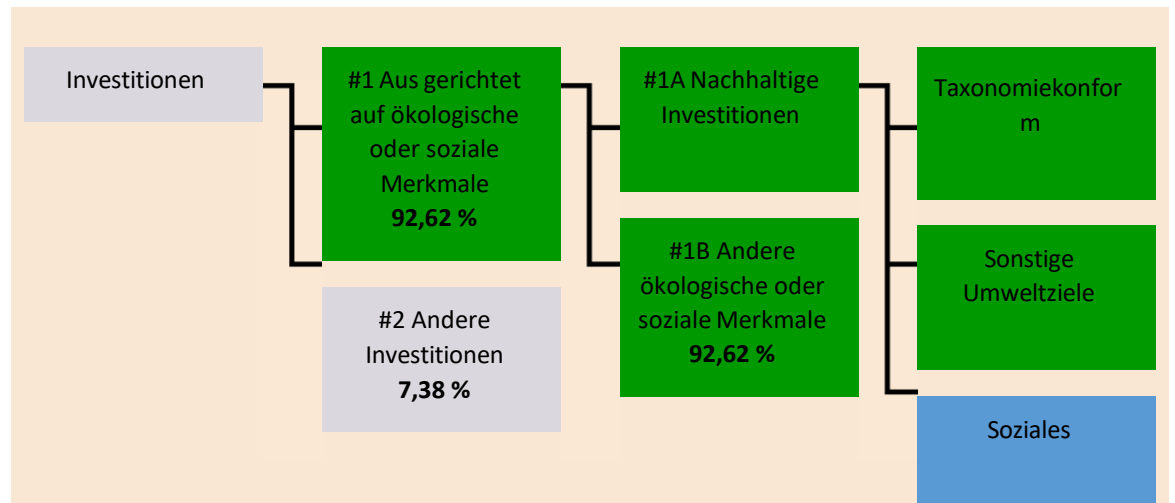 Investitionen
#1 Aus gerichtet
auf ökologische
oder soziale
Merkmale
92,62 %
#2 Andere
Investitionen
7,38 %
#1A Nachhaltige
Investitionen
#1B Andere
ökologische oder
soziale Merkmale
92,62 %
Taxonomiekonfor
m
Sonstige
Umweltziele
Soziales